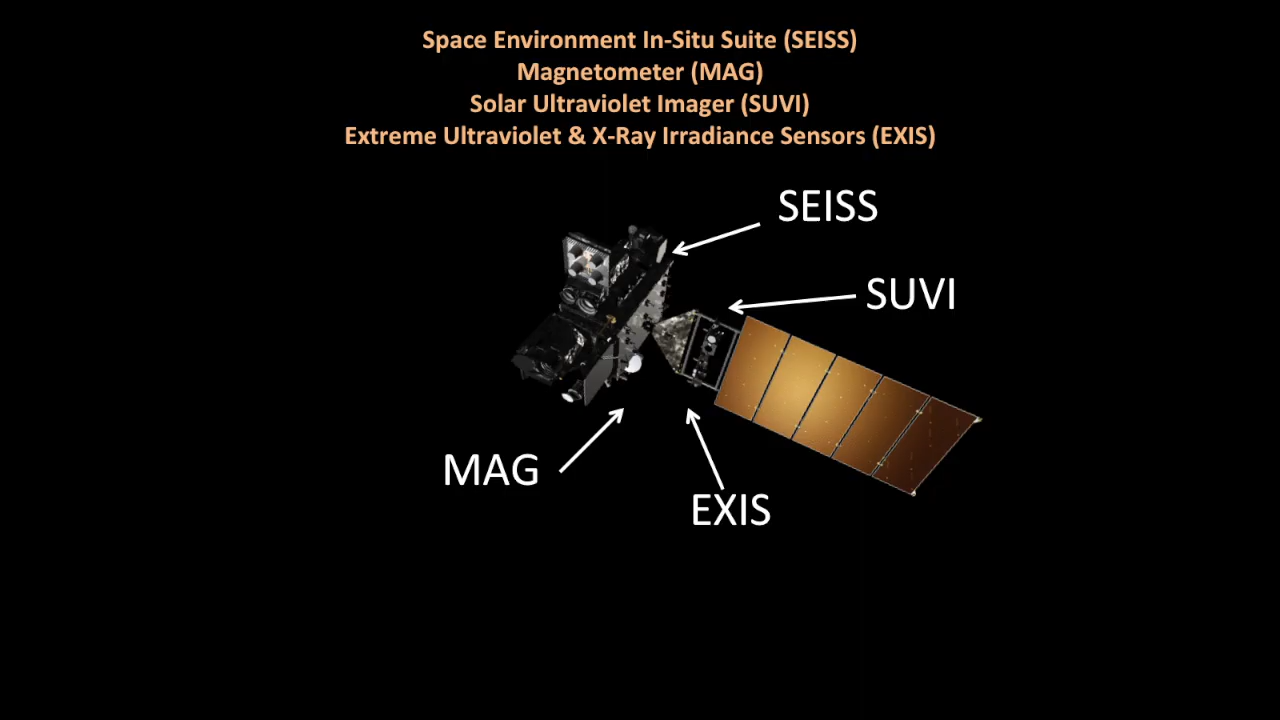 Space Environment In-Situ Suite (SEISS)
Magnetometer (MAG)
Solar Ultraviolet Imager (SUVI)
Extreme Ultraviolet & X-Ray Irradiance Sensors (EXIS)
SEISS
SUVI
MAG
EXIS